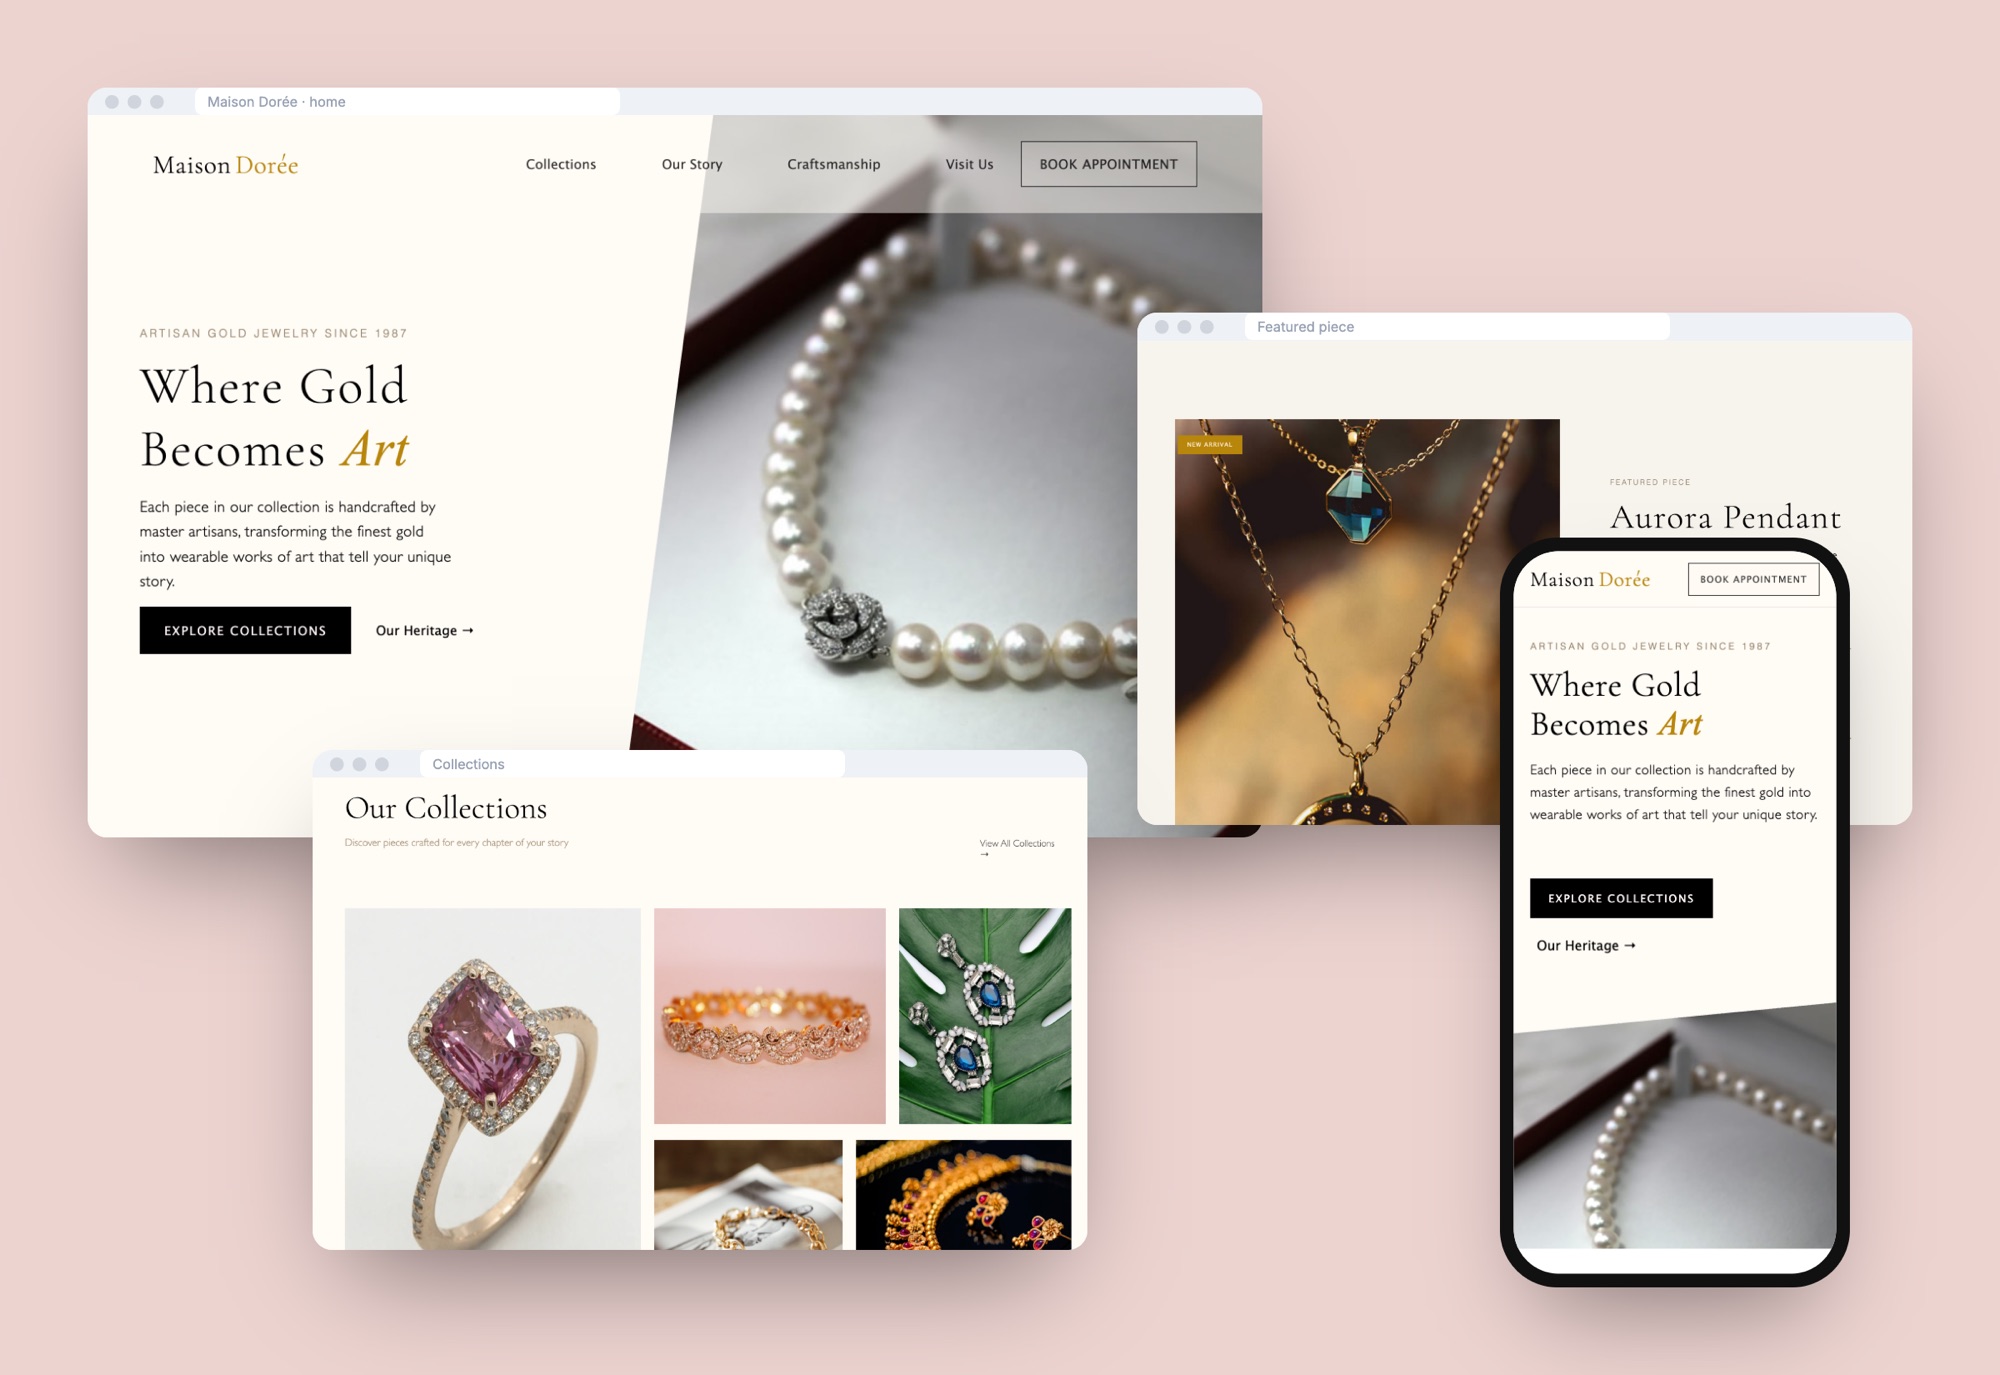 Maison Dorée · home
Maison Dorée
Collections
Our Story
Craftsmanship
Visit Us
BOOK APPOINTMENT
ARTISAN GOLD JEWELRY SINCE 1987
Where Gold
Becomes Art
Each piece in our collection is handcrafted by
master artisans, transforming the finest gold
into wearable works of art that tell your unique
story.
EXPLORE COLLECTIONS
Our Heritage →
Featured piece
NEW ARRIVAL
FEATURED PIECE
Aurora Pendant
Collections
Our Collections
Discover pieces crafted for every chapter of your story
View All Collections
→
Maison Dorée
BOOK APPOINTMENT
ARTISAN GOLD JEWELRY SINCE 1987
Where Gold
Becomes Art
Each piece in our collection is handcrafted by
master artisans, transforming the finest gold into
wearable works of art that tell your unique story.
EXPLORE COLLECTIONS
Our Heritage →